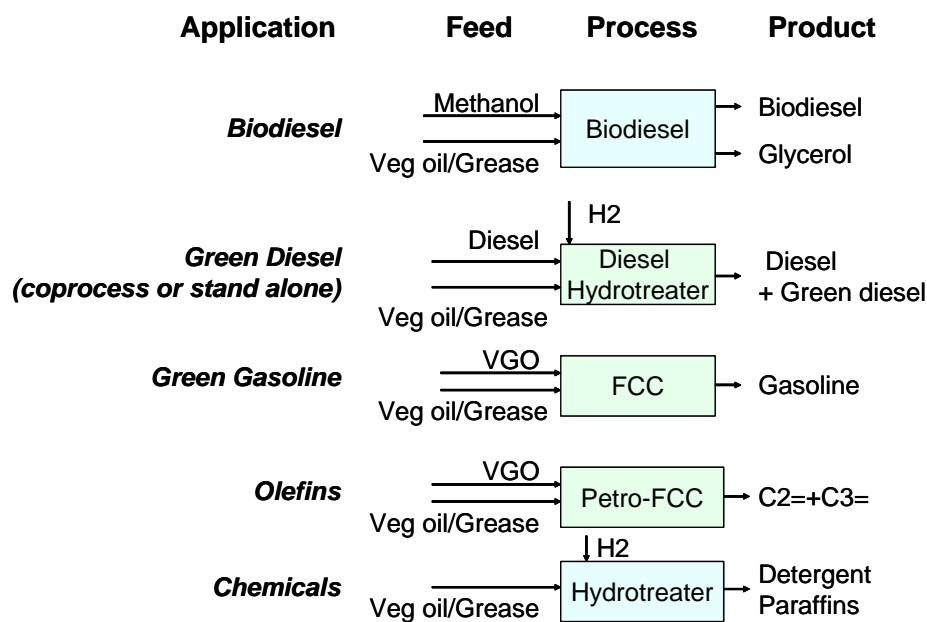 Application Feed Process Product
Methanol
Biodesel
Biodiesel
Biodiesel
Glycerol
Veg oil/Grease
H2
Green Diesel
(coprocess or stand alone)
Diesel
Veg oil/Grease
Diesel
Hydrotreater
Diesel
+ Green diesel
Green Gasoline
VGO
Veg oil/Grease
FCC
Gasoline
Olefins
VGO
Veg oil/Grease
Petro-FCC
C2=+C3=
H2
Chemicals
Veg oil/Grease
Hydrotreater
Detergent
Paraffins